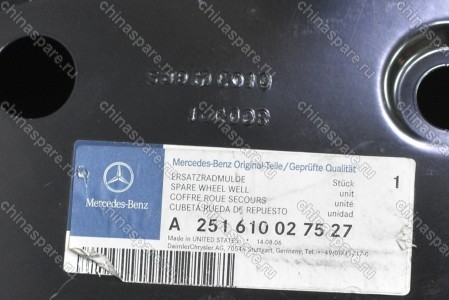 Mercedes-Benz Original-Teile/Geprüfte Qualität
ERSATZRADMULDE
SPARE WHEEL WELL
COFFRE ROUE SECOURS
CUBETA RUEDA DE REPUESTO
Stück
unit
unité
unidad
1
Mercedes-Benz
A 251 610 02 75 27
Made in UNITED STATES 14-08-06
DaimlerChrysler AG, 70546 Stuttgart, Germany, Tel.
chinaspare.ru